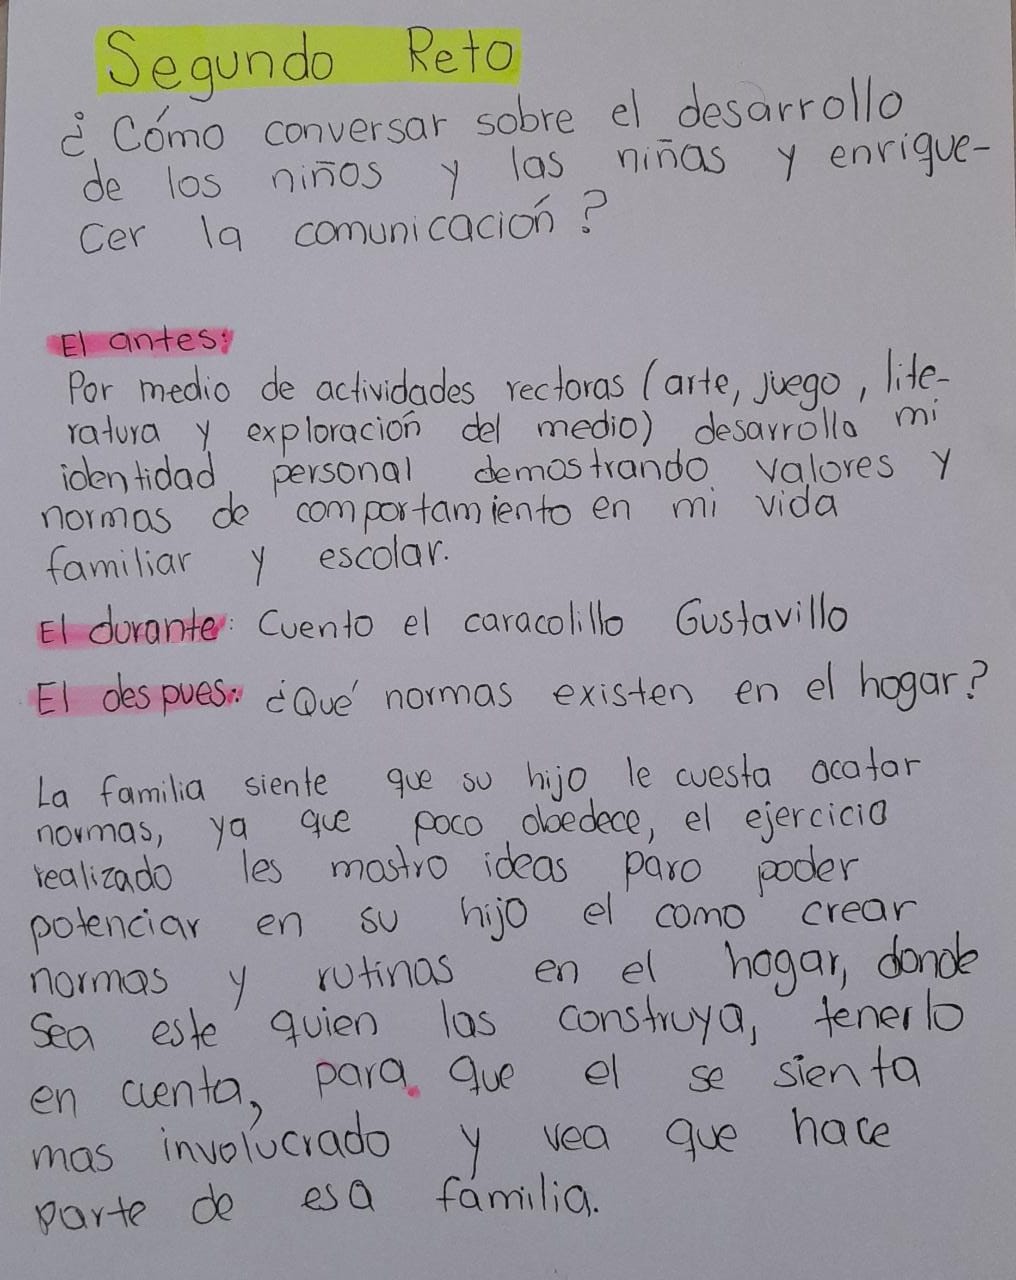 Segundo Reto
¿Cómo conversar sobre el desarrollo
de los niños y las niñas y enrique-
cer la comunicación?
El antes:
Por medio de actividades rectoras (arte, juego, lite-
ratura y exploración del medio) desarrollo mi
identidad personal demostrando valores y
normas de comportamiento en mi vida
familiar y escolar.
El durante: Cuento el caracolillo Gustavillo
El despues: ¿Qué normas existen en el hogar?
La familia siente que su hijo le cuesta acatar
normas, ya que poco obedece, el ejercicio
realizado les mostro ideas para poder
potenciar en su hijo el como crear
normas y rutinas en el hogar, donde
sea este quien las construya, tenerlo
en cuenta, para que el se sienta
mas involucrado y vea que hace
parte de esa familia.